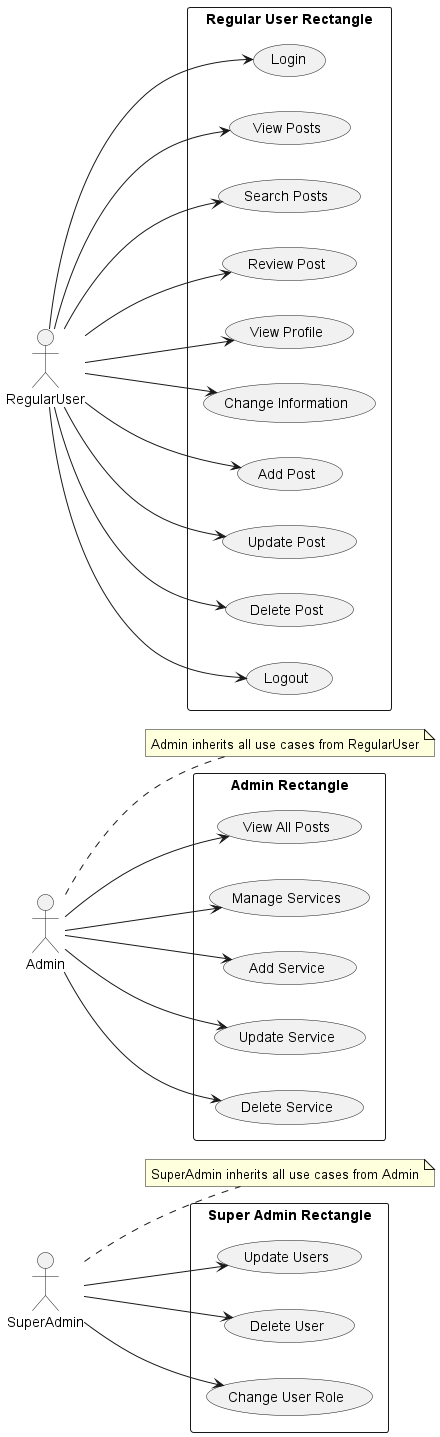 Regular User Rectangle
Login
View Posts
Search Posts
Review Post
View Profile
RegularUser
Change Information
Add Post
Update Post
Delete Post
Logout
Admin inherits all use cases from RegularUser
Admin Rectangle
View All Posts
Manage Services
Admin
Add Service
Update Service
Delete Service
SuperAdmin inherits all use cases from Admin
Super Admin Rectangle
Update Users
SuperAdmin
Delete User
Change User Role